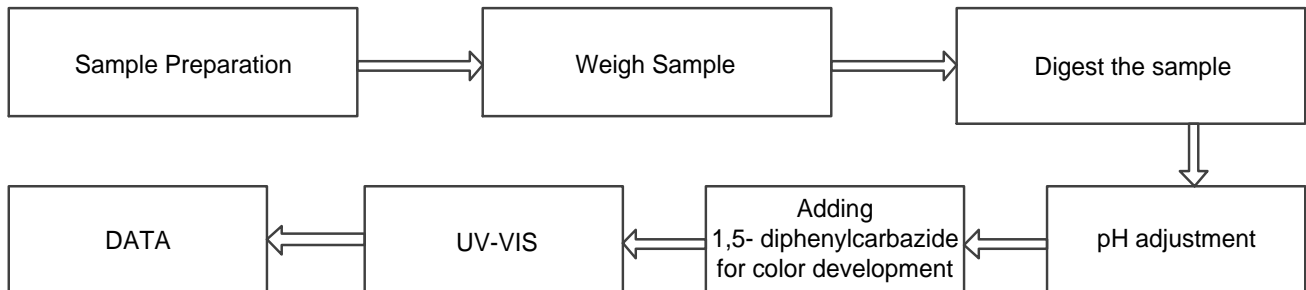 Sample Preparation
Weigh Sample
Digest the sample
pH adjustment
Adding
1,5- diphenylcarbazide
for color development
UV-VIS
DATA